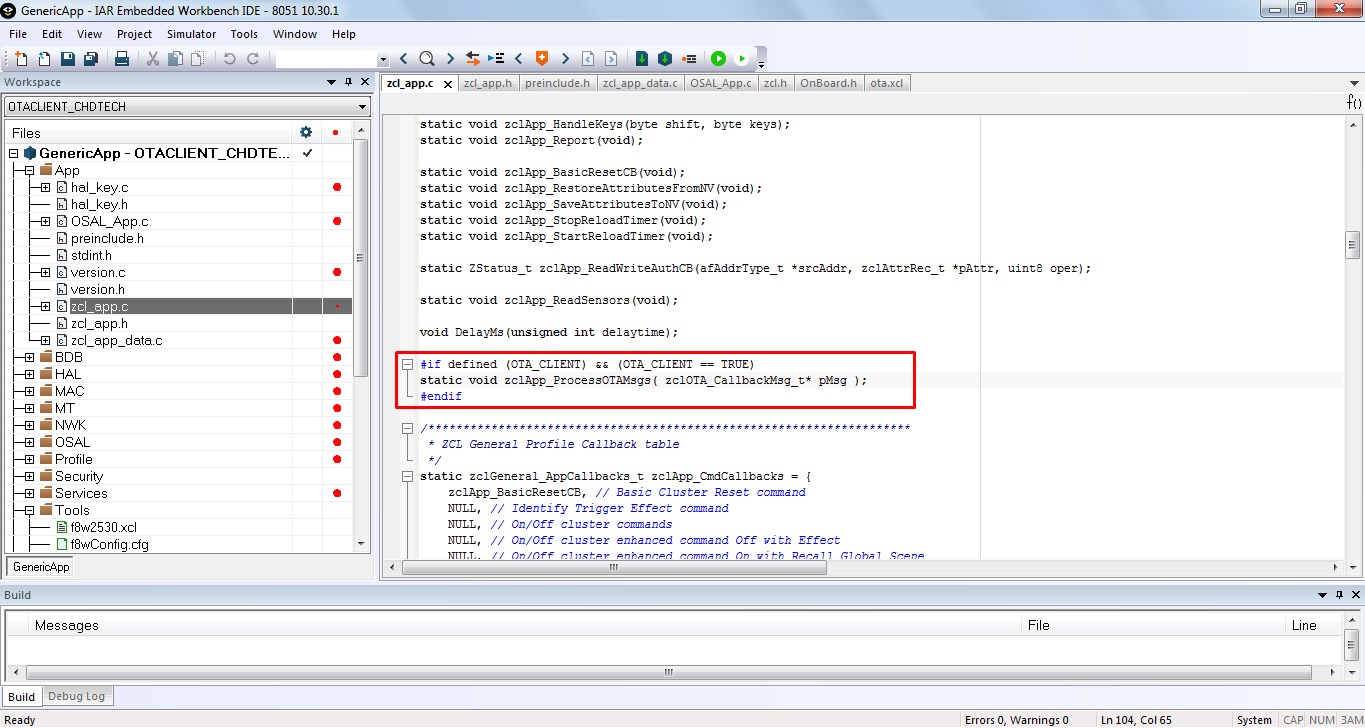 GenericApp - IAR Embedded Workbench IDE - 8051 10.30.1
File Edit View Project Simulator Tools Window Help
Workspace
OTACLIENT_CHDTECH
Files
GenericApp - OTACLIENT_CHDTE...
App
hal_key.c
hal_key.h
OSAL_App.c
preinclude.h
stdint.h
version.c
version.h
zcl_app.c
zcl_app.h
zcl_app_data.c
BDB
HAL
MAC
MT
NWK
OSAL
Profile
Security
Services
Tools
f8w2530.xcl
f8wConfig.cfg
GenericApp
zcl_app.c zcl_app.h preinclude.h zcl_app_data.c OSAL_App.c zcl.h OnBoard.h ota.xcl
f()
static void zclApp_HandleKeys(byte shift, byte keys);
static void zclApp_Report(void);
static void zclApp_BasicResetCB(void);
static void zclApp_RestoreAttributesFromNV(void);
static void zclApp_SaveAttributesToNV(void);
static void zclApp_StopReloadTimer(void);
static void zclApp_StartReloadTimer(void);
static ZStatus_t zclApp_ReadWriteAuthCB(afAddrType_t *srcAddr, zclAttrRec_t *pAttr, uint8 oper);
static void zclApp_ReadSensors(void);
void DelayMs(unsigned int delaytime);
#if defined (OTA_CLIENT) && (OTA_CLIENT == TRUE)
static void zclApp_ProcessOTAMsgs( zclOTA_CallbackMsg_t* pMsg );
#endif
/*********************************************************************
* ZCL General Profile Callback table
*/
static zclGeneral_AppCallbacks_t zclApp_CmdCallbacks = {
zclApp_BasicResetCB, // Basic Cluster Reset command
NULL, // Identify Trigger Effect command
NULL, // On/Off cluster commands
NULL, // On/Off cluster enhanced command Off with Effect
NULL, // On/Off cluster enhanced command On with Recall Global Scene
Build
Messages File Line
Build Debug Log
Ready Errors 0, Warnings 0 Ln 104, Col 65 System CAP NUM 3AM